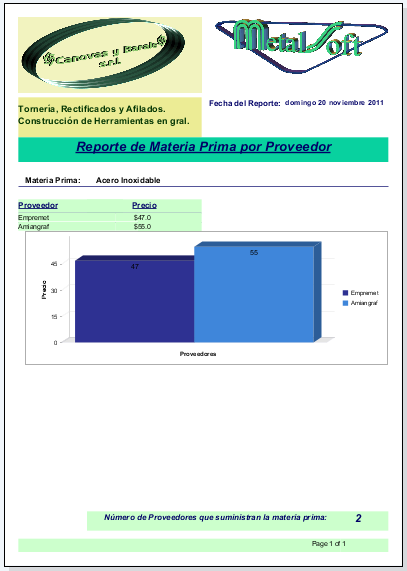 Canovas y Banals
s.r.l.
MetalSoft
Tornería, Rectificados y Afilados.
Construcción de Herramientas en gral.
Fecha del Reporte: domingo 20 noviembre 2011
Reporte de Materia Prima por Proveedor
Materia Prima: Acero Inoxidable
Proveedor Precio
Empremet $47.0
Amiangraf $55.0
Precio
45
30
15
0
47
55
Empremet
Amiangraf
Proveedores
Número de Proveedores que suministran la materia prima: 2
Page 1 of 1